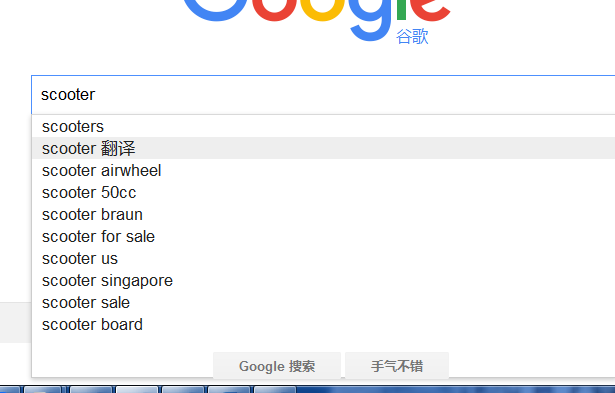 Google
谷歌
scooter
scooters
scooter 翻译
scooter airwheel
scooter 50cc
scooter braun
scooter for sale
scooter us
scooter singapore
scooter sale
scooter board
Google 搜索 手气不错